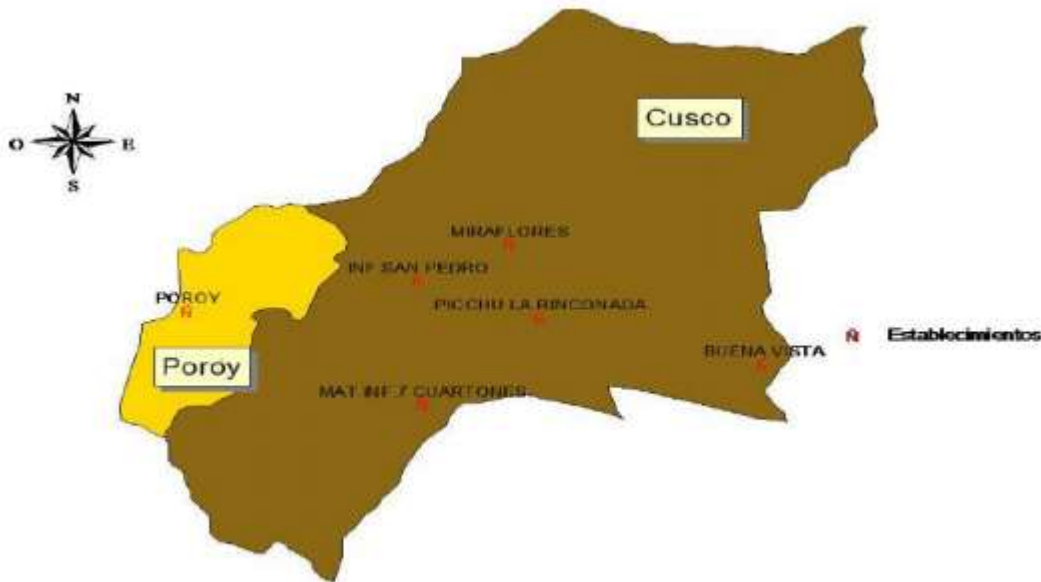 Cusco
N
O E
S
MIRAFLORES
Ñ
INF SAN PEDRO
Ñ
POROY
Ñ
PICCHU LA RINCONADA
Ñ
Ñ Establecimientos
BUENA VISTA
Ñ
Poroy
MAT INF 7 CUARTONES
Ñ